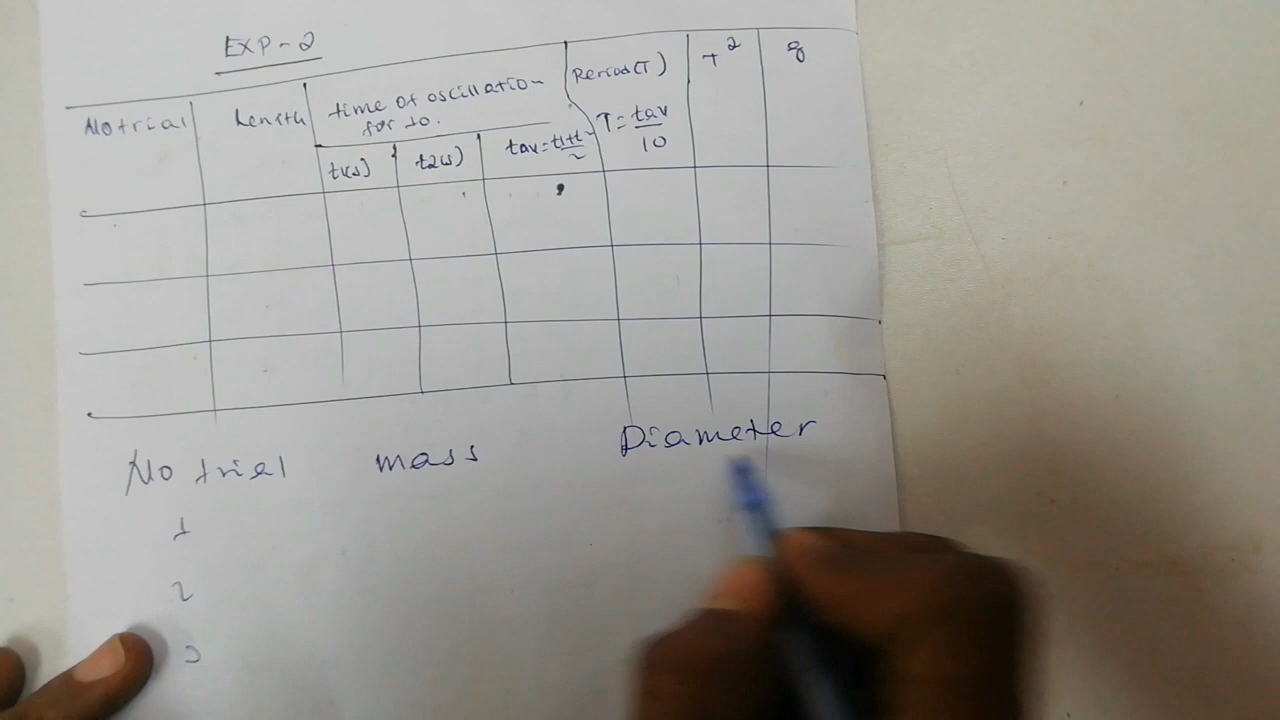 EXP-2
No trial Length time of oscillation for 10. Period(T) T² g
t1(s) t2(s) tav=t1+t2/2 T=tav/10
No trial mass Diameter
1
2
3